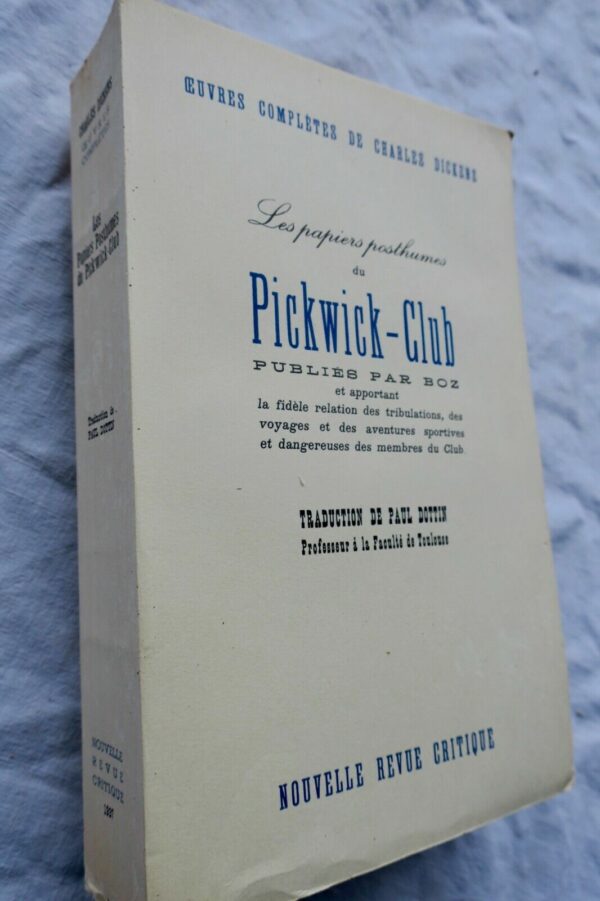 ŒUVRES COMPLÈTES DE CHARLES DICKENS
Les papiers posthumes
du
Pickwick-Club
PUBLIÉS PAR BOZ
et apportant
la fidèle relation des tribulations, des
voyages et des aventures sportives
et dangereuses des membres du Club.
TRADUCTION DE PAUL DOTTIN
Professeur à la Faculté de Toulouse
NOUVELLE REVUE CRITIQUE
CHARLES DICKENS
Les
Papiers Posthumes
du Pickwick-Club
Traduction de
PAUL DOTTIN
NOUVELLE
REVUE
CRITIQUE
1937